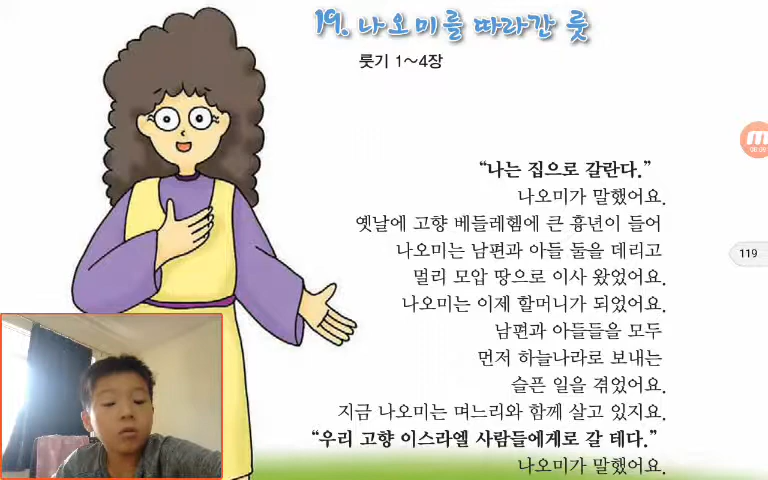 19. 나오미를 따라간 룻
룻기 1~4장
“나는 집으로 갈란다.”
나오미가 말했어요.
옛날에 고향 베들레헴에 큰 흉년이 들어
나오미는 남편과 아들 둘을 데리고
멀리 모압 땅으로 이사 왔었어요.
나오미는 이제 할머니가 되었어요.
남편과 아들들을 모두
먼저 하늘나라로 보내는
슬픈 일을 겪었어요.
지금 나오미는 며느리와 함께 살고 있지요.
“우리 고향 이스라엘 사람들에게로 갈 테다.”
나오미가 말했어요.
119